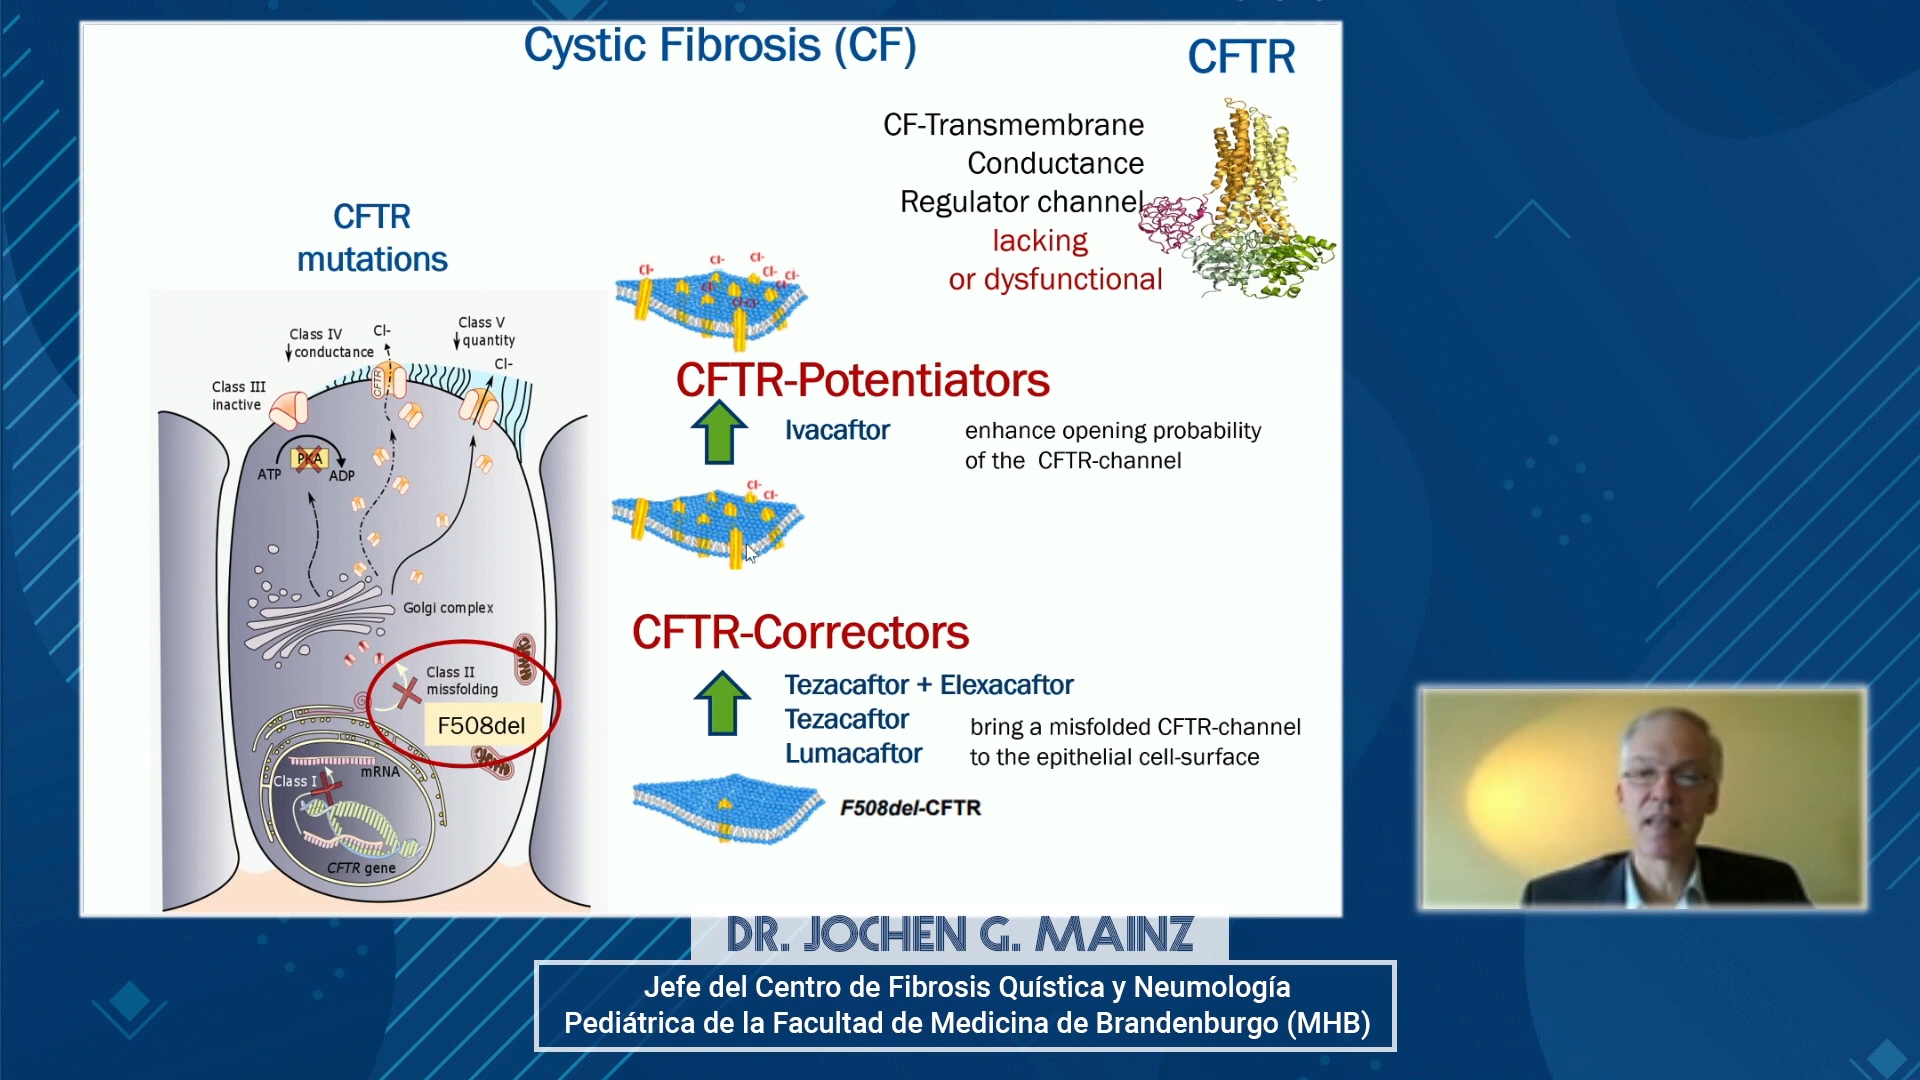 Cystic Fibrosis (CF)
CFTR
CF-Transmembrane
Conductance
Regulator channel
lacking
or dysfunctional
CFTR
mutations
Class IV
conductance
Cl-
Class V
quantity
Cl-
Class III
inactive
CFTR
ATP
PKA
ADP
Golgi complex
Class II
missfolding
F508del
mRNA
Class I
CFTR gene
Cl-
Cl-
Cl-
Cl-
Cl-
Cl-
Cl-
Cl-
Cl-
CFTR-Potentiators
Ivacaftor
enhance opening probability
of the CFTR-channel
Cl-
Cl-
CFTR-Correctors
Tezacaftor + Elexacaftor
Tezacaftor
Lumacaftor
bring a misfolded CFTR-channel
to the epithelial cell-surface
F508del-CFTR
DR. JOCHEN G. MAINZ
Jefe del Centro de Fibrosis Quística y Neumología
Pediátrica de la Facultad de Medicina de Brandenburgo (MHB)